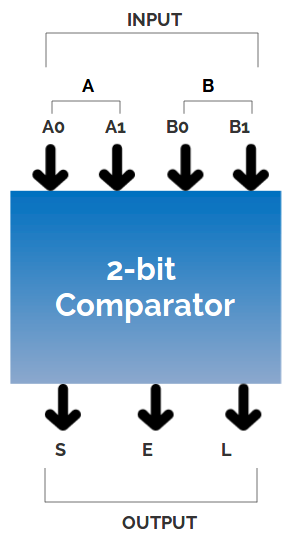 INPUT
A B
A0 A1 B0 B1
2-bit
Comparator
S E L
OUTPUT